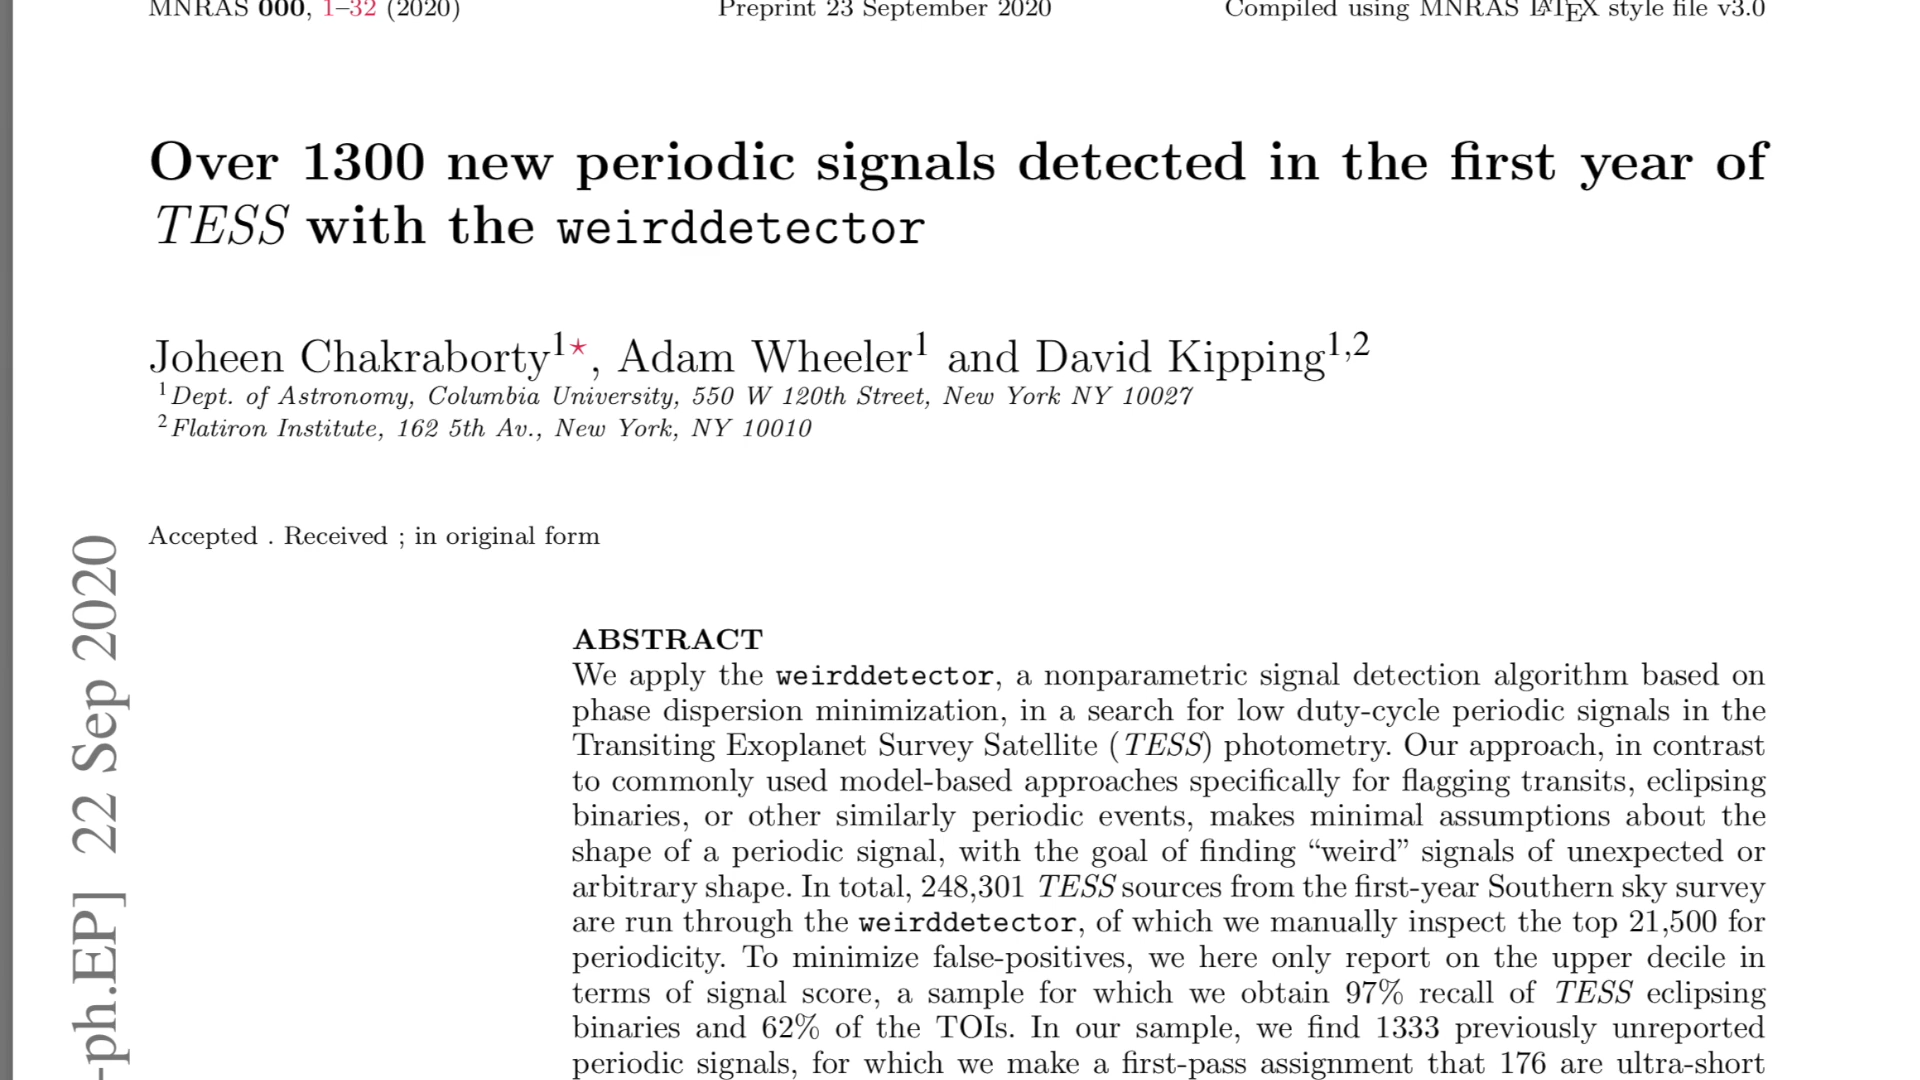 MNRAS 000, 1–32 (2020) Preprint 23 September 2020 Compiled using MNRAS LATEX style file v3.0
Over 1300 new periodic signals detected in the first year of
TESS with the weirddetector
Joheen Chakraborty1⋆, Adam Wheeler1 and David Kipping1,2
1Dept. of Astronomy, Columbia University, 550 W 120th Street, New York NY 10027
2Flatiron Institute, 162 5th Av., New York, NY 10010
Accepted . Received ; in original form
-ph.EP] 22 Sep 2020
ABSTRACT
We apply the weirddetector, a nonparametric signal detection algorithm based on
phase dispersion minimization, in a search for low duty-cycle periodic signals in the
Transiting Exoplanet Survey Satellite (TESS) photometry. Our approach, in contrast
to commonly used model-based approaches specifically for flagging transits, eclipsing
binaries, or other similarly periodic events, makes minimal assumptions about the
shape of a periodic signal, with the goal of finding “weird” signals of unexpected or
arbitrary shape. In total, 248,301 TESS sources from the first-year Southern sky survey
are run through the weirddetector, of which we manually inspect the top 21,500 for
periodicity. To minimize false-positives, we here only report on the upper decile in
terms of signal score, a sample for which we obtain 97% recall of TESS eclipsing
binaries and 62% of the TOIs. In our sample, we find 1333 previously unreported
periodic signals, for which we make a first-pass assignment that 176 are ultra-short